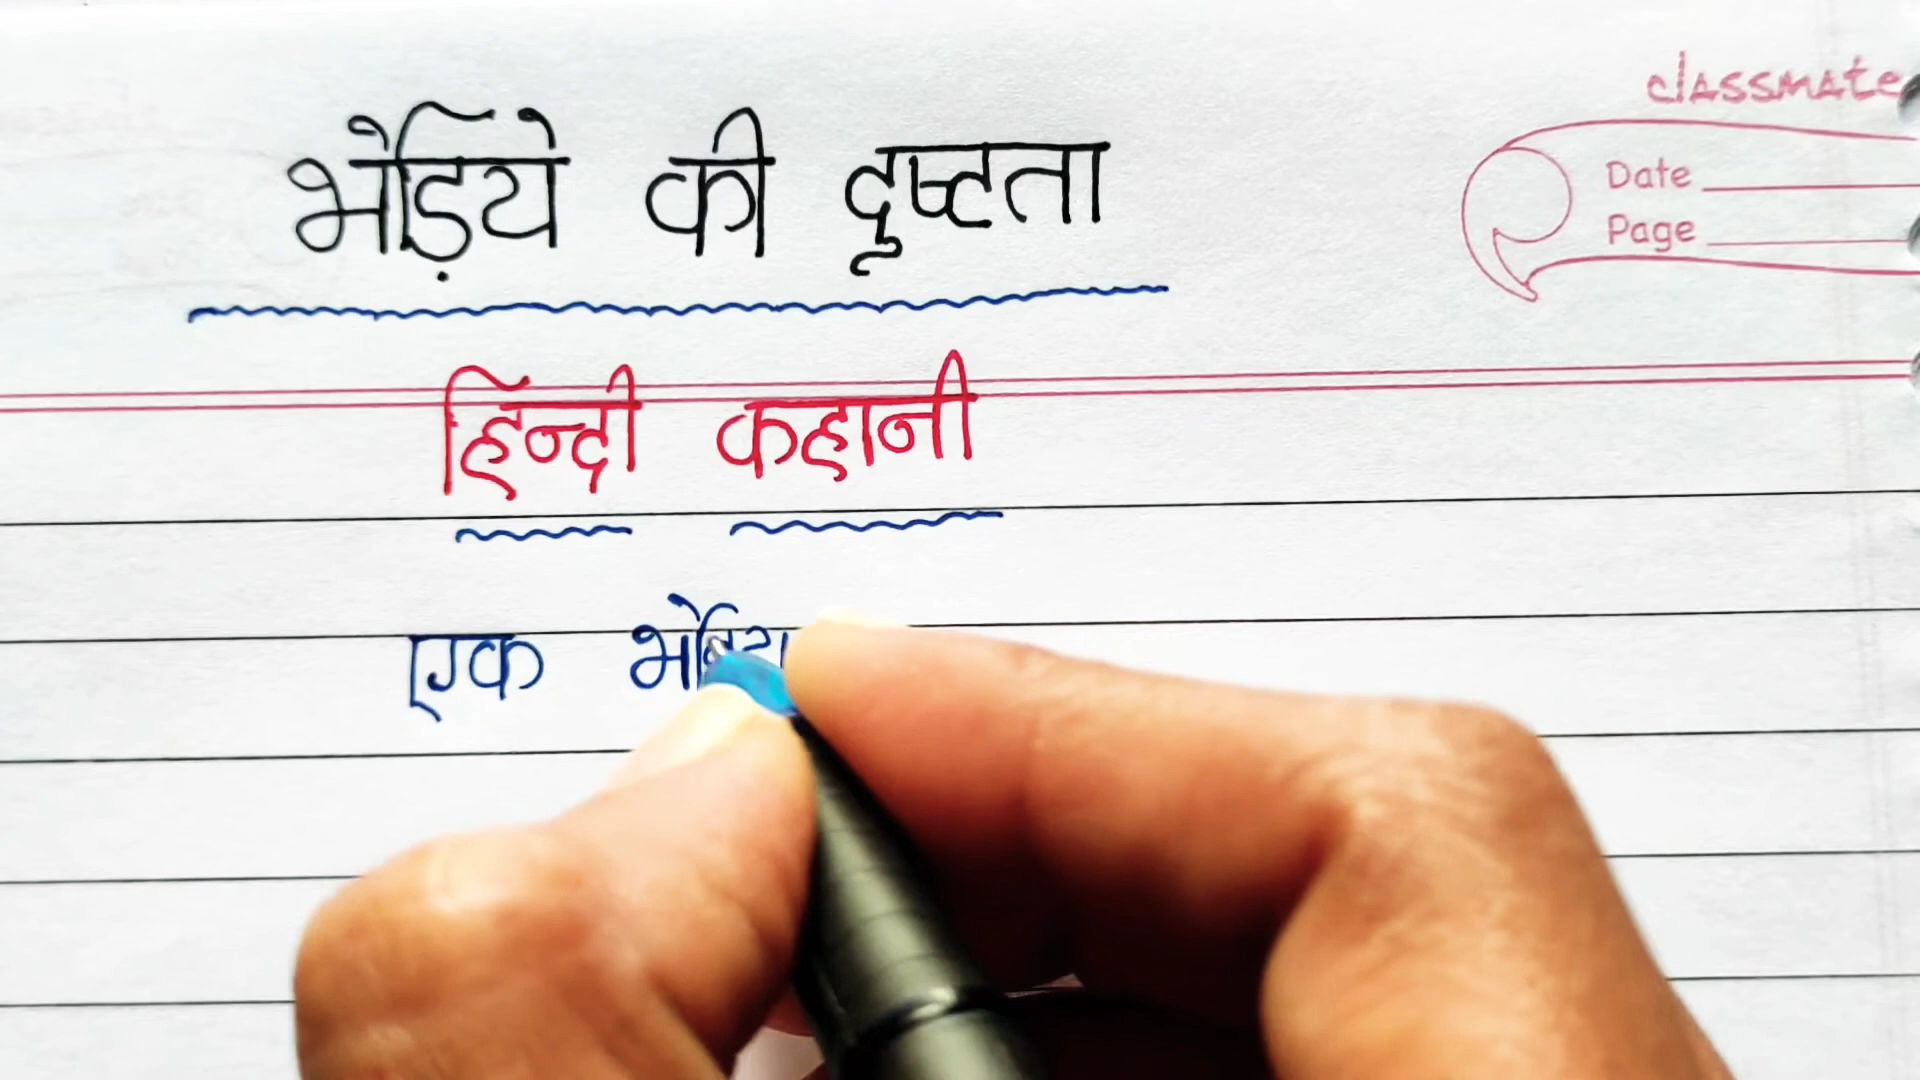 classmate
Date
Page
भेड़िये की दुष्टता
हिन्दी कहानी
एक